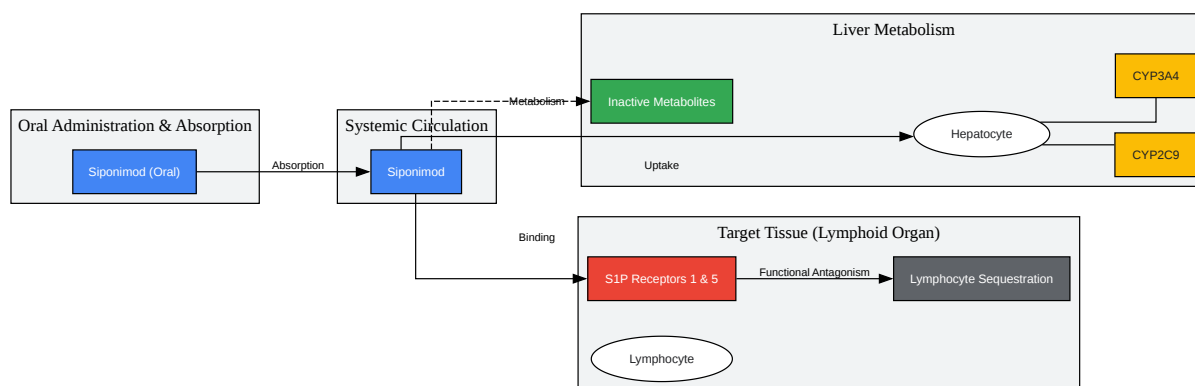 Oral Administration & Absorption
Siponimod (Oral)
Absorption
Systemic Circulation
Siponimod
Liver Metabolism
Metabolism
Inactive Metabolites
Uptake
Hepatocyte
CYP3A4
CYP2C9
Binding
Target Tissue (Lymphoid Organ)
S1P Receptors 1 & 5
Functional Antagonism
Lymphocyte Sequestration
Lymphocyte